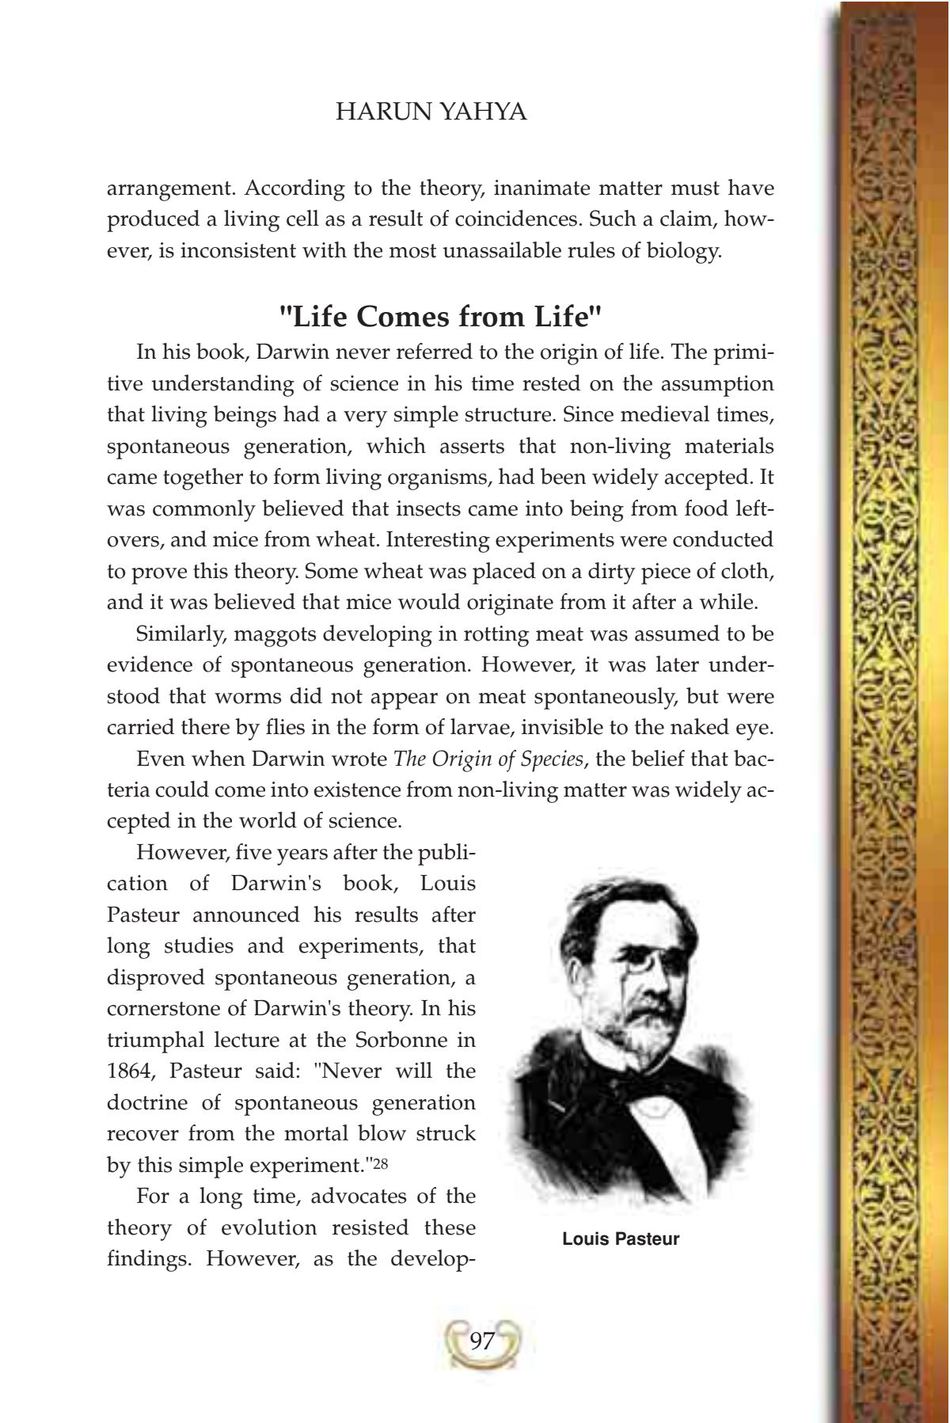 HARUN YAHYA
arrangement. According to the theory, inanimate matter must have
produced a living cell as a result of coincidences. Such a claim, how-
ever, is inconsistent with the most unassailable rules of biology.
"Life Comes from Life"
In his book, Darwin never referred to the origin of life. The primi-
tive understanding of science in his time rested on the assumption
that living beings had a very simple structure. Since medieval times,
spontaneous generation, which asserts that non-living materials
came together to form living organisms, had been widely accepted. It
was commonly believed that insects came into being from food left-
overs, and mice from wheat. Interesting experiments were conducted
to prove this theory. Some wheat was placed on a dirty piece of cloth,
and it was believed that mice would originate from it after a while.
Similarly, maggots developing in rotting meat was assumed to be
evidence of spontaneous generation. However, it was later under-
stood that worms did not appear on meat spontaneously, but were
carried there by flies in the form of larvae, invisible to the naked eye.
Even when Darwin wrote The Origin of Species, the belief that bac-
teria could come into existence from non-living matter was widely ac-
cepted in the world of science.
However, five years after the publi-
cation of Darwin's book, Louis
Pasteur announced his results after
long studies and experiments, that
disproved spontaneous generation, a
cornerstone of Darwin's theory. In his
triumphal lecture at the Sorbonne in
1864, Pasteur said: "Never will the
doctrine of spontaneous generation
recover from the mortal blow struck
by this simple experiment."28
For a long time, advocates of the
theory of evolution resisted these
findings. However, as the develop-
Louis Pasteur
97